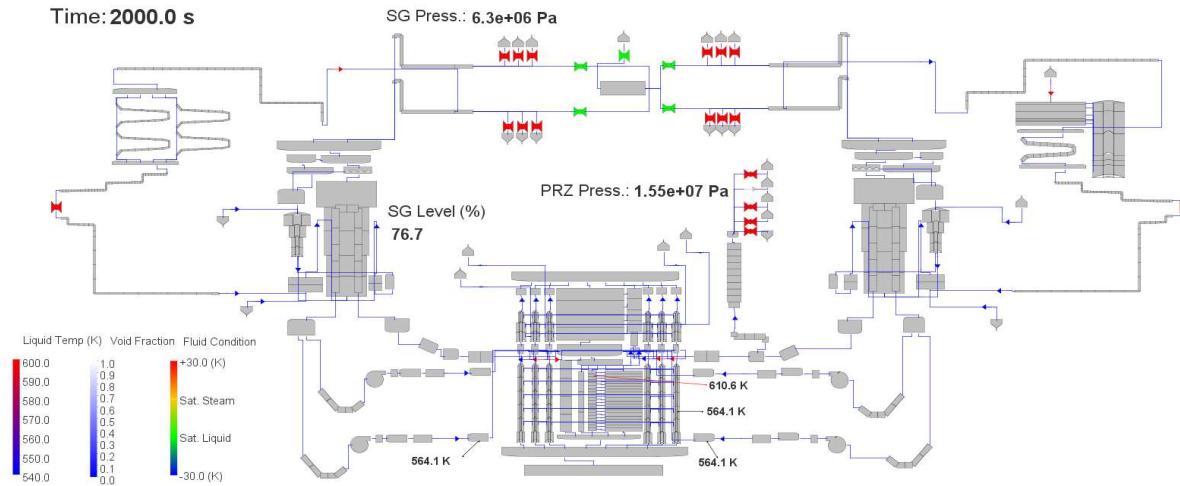 Time: 2000.0 s
SG Press.: 6.3e+06 Pa
PRZ Press.: 1.55e+07 Pa
SG Level (%)
76.7
Liquid Temp (K) Void Fraction Fluid Condition
600.0
600.0
590.0
580.0
570.0
560.0
550.0
540.0
1.0
0.9
0.8
0.7
0.6
0.5
0.4
0.3
0.2
0.1
0.0
+30.0 (K)
Sat. Steam
Sat. Liquid
-30.0 (K)
610.6 K
564.1 K
564.1 K
564.1 K